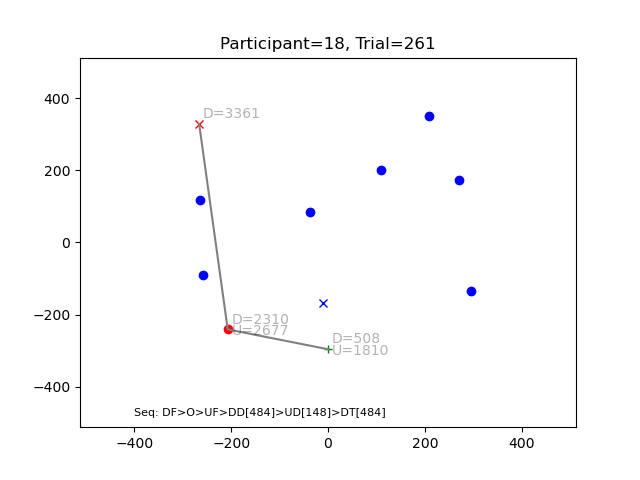 Participant=18, Trial=261
D=3361
D=2310
U=2677
D=508
U=1810
Seq: DF>O>UF>DD[484]>UD[148]>DT[484]
400
200
0
−200
−400
−400
−200
0
200
400